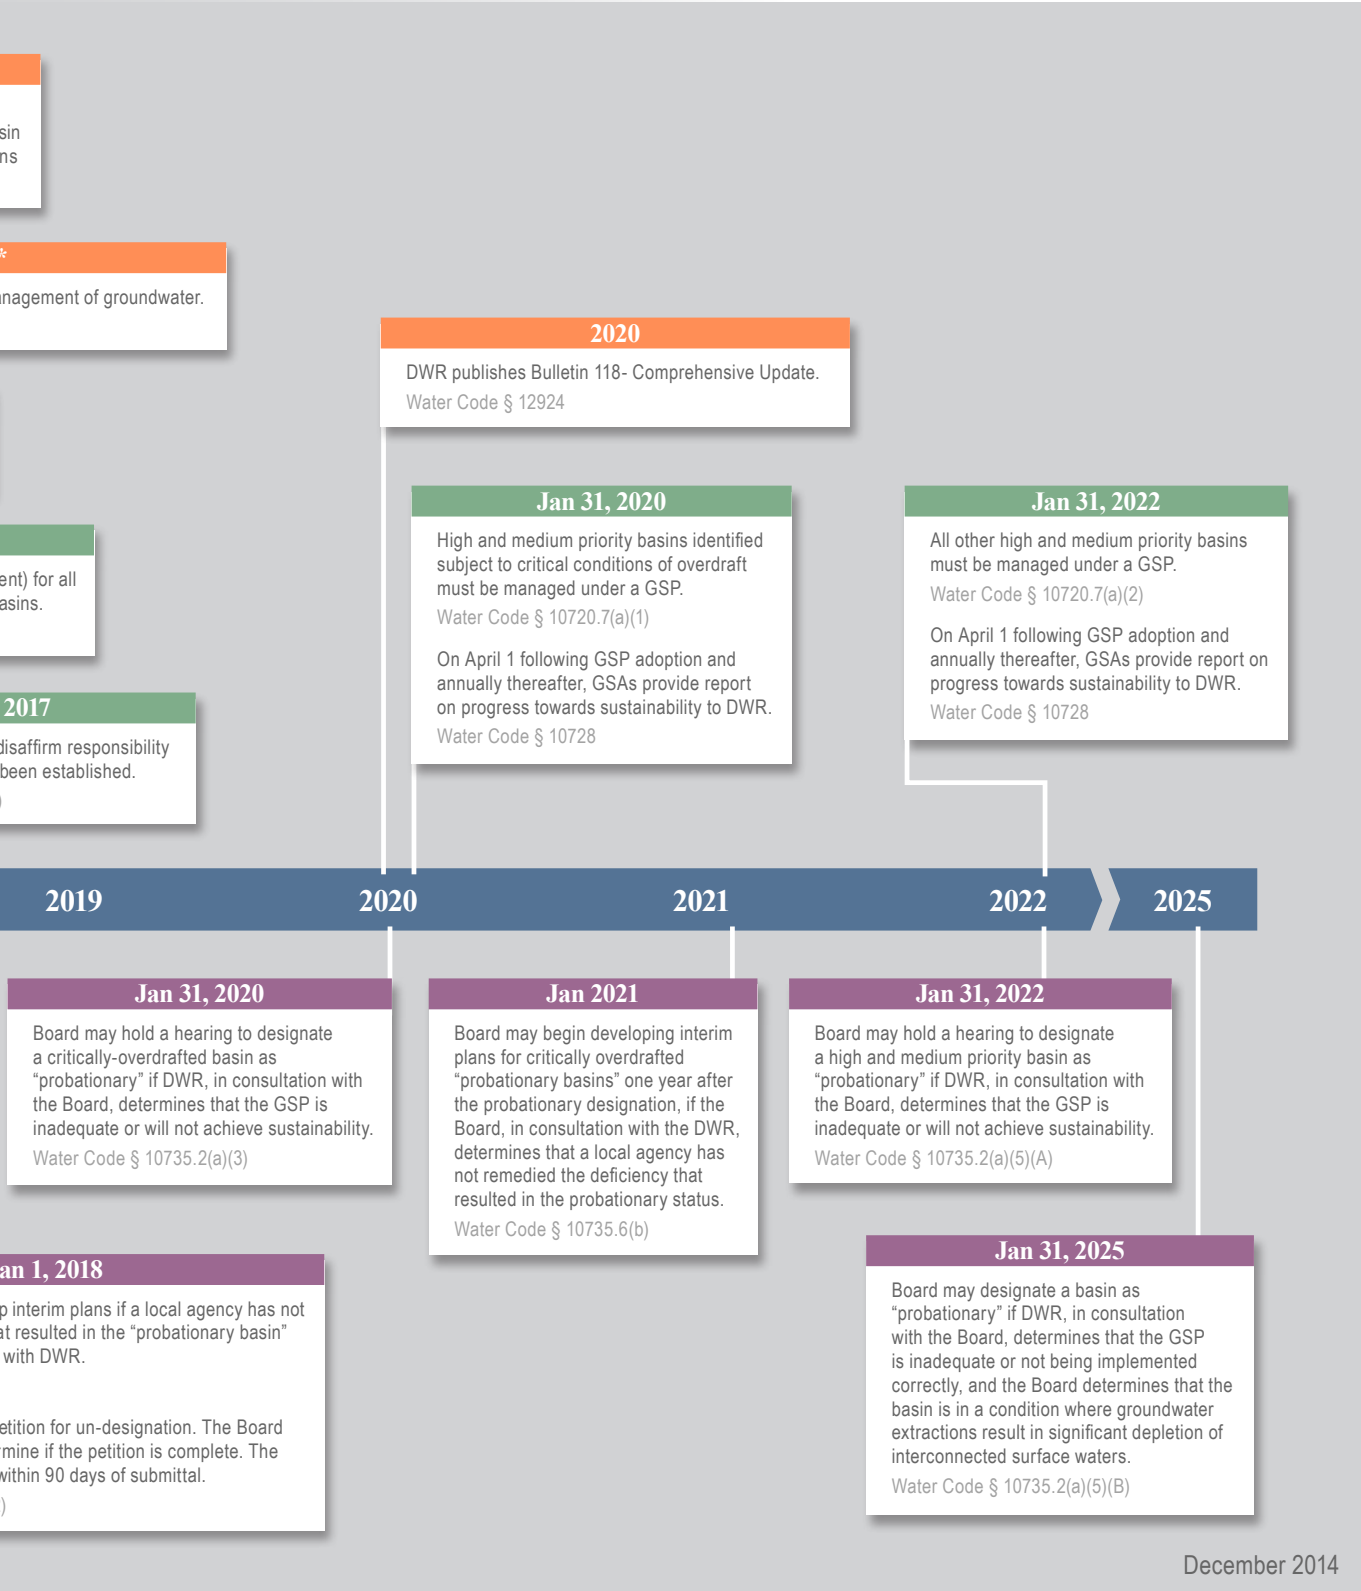 sin
ns
*
nagement of groundwater.
2020
DWR publishes Bulletin 118- Comprehensive Update.
Water Code § 12924
Jan 31, 2020
High and medium priority basins identified
subject to critical conditions of overdraft
must be managed under a GSP.
Water Code § 10720.7(a)(1)
On April 1 following GSP adoption and
annually thereafter, GSAs provide report
on progress towards sustainability to DWR.
Water Code § 10728
Jan 31, 2022
All other high and medium priority basins
must be managed under a GSP.
Water Code § 10720.7(a)(2)
On April 1 following GSP adoption and
annually thereafter, GSAs provide report on
progress towards sustainability to DWR.
Water Code § 10728
ent) for all
asins.
2017
disaffirm responsibility
been established.
)
2019
2020
2021
2022
2025
Jan 31, 2020
Board may hold a hearing to designate
a critically-overdrafted basin as
“probationary” if DWR, in consultation with
the Board, determines that the GSP is
inadequate or will not achieve sustainability.
Water Code § 10735.2(a)(3)
Jan 2021
Board may begin developing interim
plans for critically overdrafted
“probationary basins” one year after
the probationary designation, if the
Board, in consultation with the DWR,
determines that a local agency has
not remedied the deficiency that
resulted in the probationary status.
Water Code § 10735.6(b)
Jan 31, 2022
Board may hold a hearing to designate
a high and medium priority basin as
“probationary” if DWR, in consultation with
the Board, determines that the GSP is
inadequate or will not achieve sustainability.
Water Code § 10735.2(a)(5)(A)
an 1, 2018
p interim plans if a local agency has not
at resulted in the “probationary basin”
with DWR.
etition for un-designation. The Board
rmine if the petition is complete. The
within 90 days of submittal.
)
Jan 31, 2025
Board may designate a basin as
“probationary” if DWR, in consultation
with the Board, determines that the GSP
is inadequate or not being implemented
correctly, and the Board determines that the
basin is in a condition where groundwater
extractions result in significant depletion of
interconnected surface waters.
Water Code § 10735.2(a)(5)(B)
December 2014